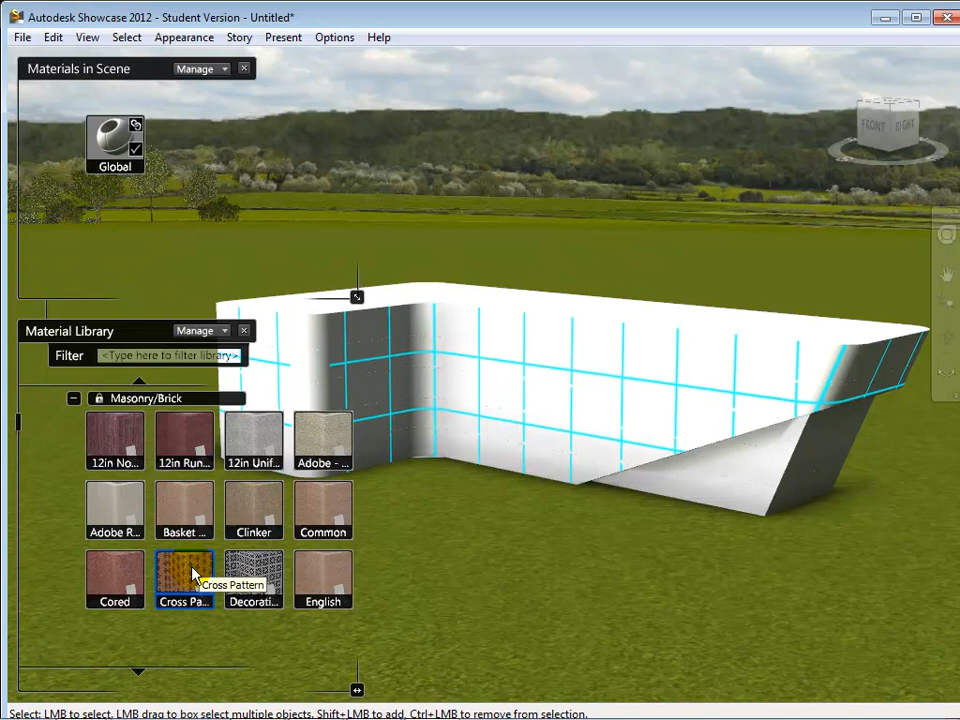 Autodesk Showcase 2012 - Student Version - Untitled*
File Edit View Select Appearance Story Present Options Help
Materials in Scene Manage
FRONT RIGHT
Global
Material Library Manage
Filter <Type here to filter library>
Masonry/Brick
12in No... 12in Run... 12in Unif... Adobe - ...
Adobe R... Basket ... Clinker Common
Cross Pattern
Cored Cross Pa... Decorati... English
Select: LMB to select, LMB drag to box select multiple objects. Shift+LMB to add, Ctrl+LMB to remove from selection.